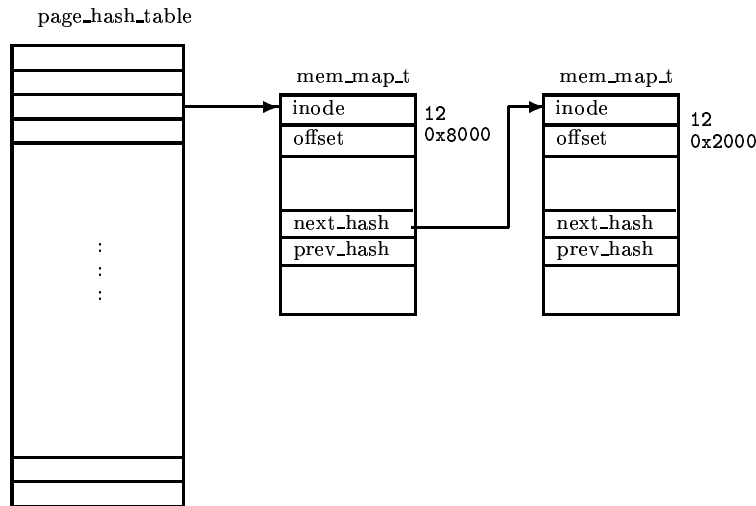 page_hash_table
mem_map_t
inode
offset
next_hash
prev_hash
12
0x8000
mem_map_t
inode
offset
next_hash
prev_hash
12
0x2000
:
:
: